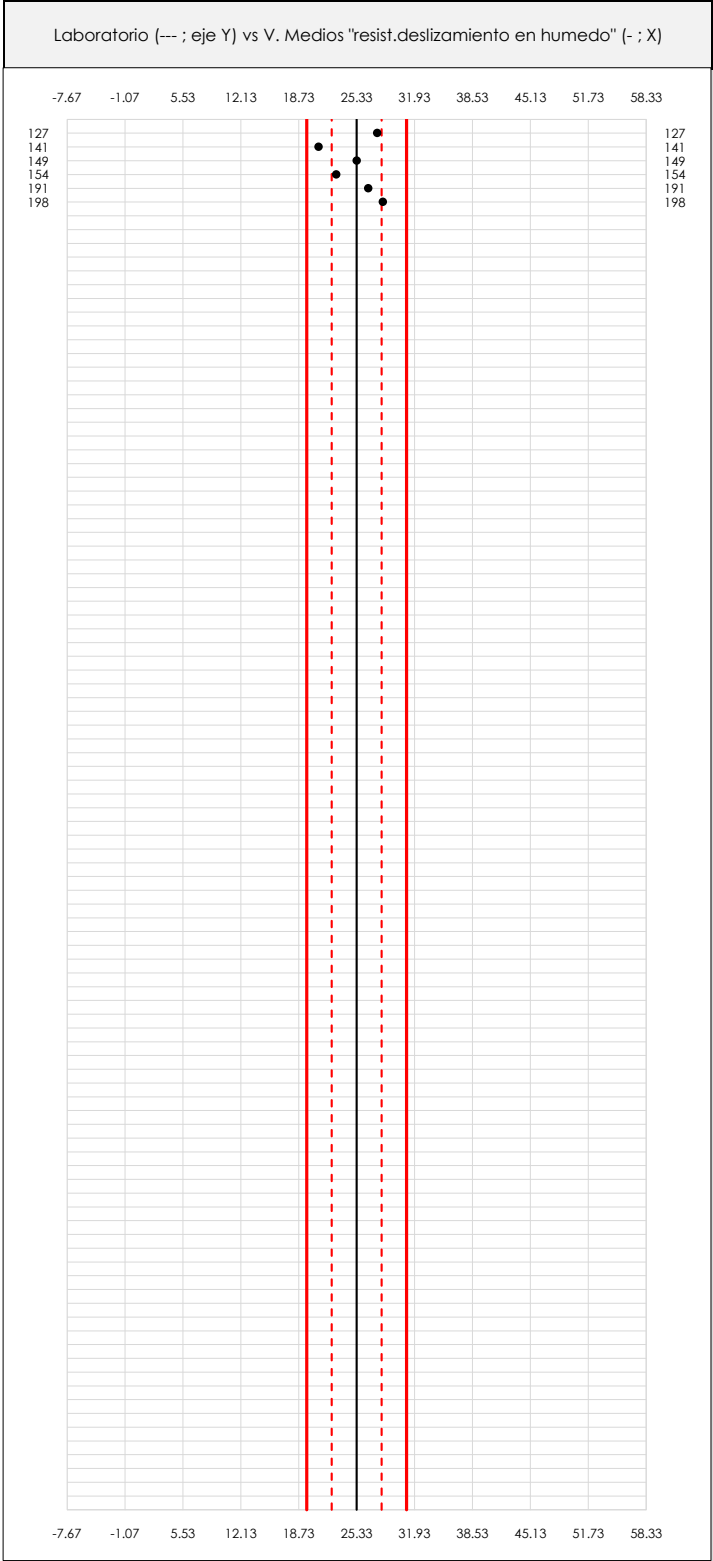 Laboratorio (--- ; eje Y) vs V. Medios "resist.deslizamiento en humedo" (- ; X)
-7.67 -1.07 5.53 12.13 18.73 25.33 31.93 38.53 45.13 51.73 58.33
127 127
141 141
149 149
154 154
191 191
198 198
-7.67 -1.07 5.53 12.13 18.73 25.33 31.93 38.53 45.13 51.73 58.33